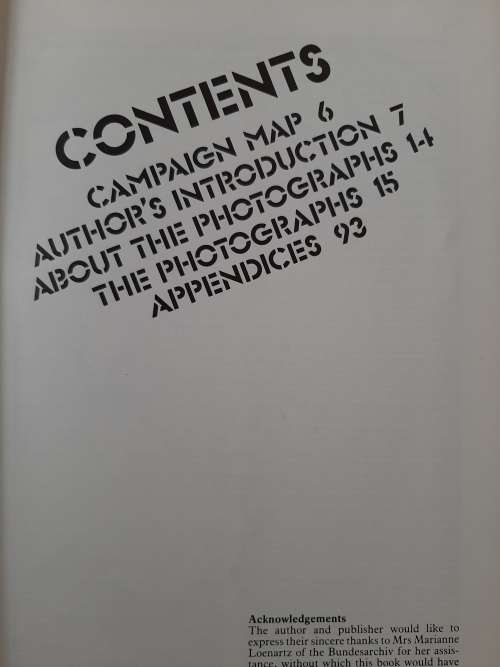 CONTENTS
CAMPAIGN MAP 6
AUTHOR'S INTRODUCTION 7
ABOUT THE PHOTOGRAPHS 14
THE PHOTOGRAPHS 15
APPENDICES 93
Acknowledgements
The author and publisher would like to
express their sincere thanks to Mrs Marianne
Loenartz of the Bundesarchiv for her assis-
tance, without which this book would have